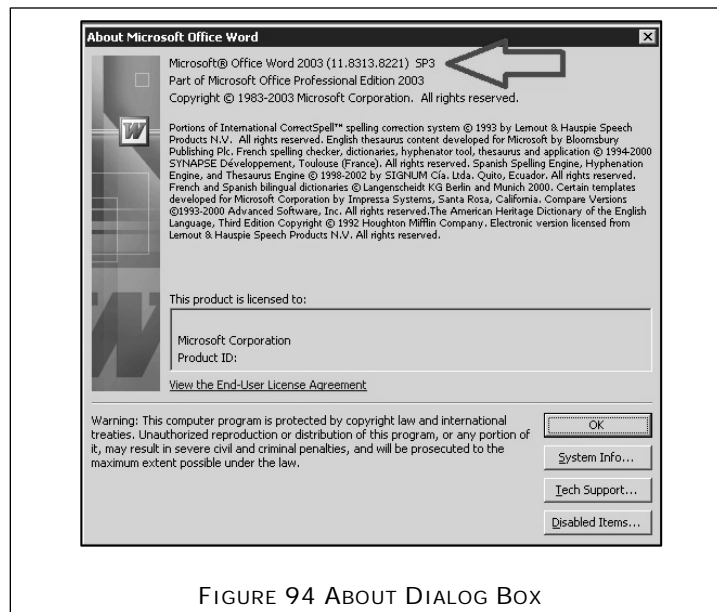 About Microsoft Office Word
Microsoft® Office Word 2003 (11.8313.8221) SP3
Part of Microsoft Office Professional Edition 2003
Copyright © 1983-2003 Microsoft Corporation. All rights reserved.
W
Portions of International CorrectSpell™ spelling correction system © 1993 by Lernout & Hauspie Speech
Products N.V. All rights reserved. English thesaurus content developed for Microsoft by Bloomsbury
Publishing Plc. French spelling checker, dictionaries, hyphenator tool, thesaurus and application © 1994-2000
SYNAPSE Développement, Toulouse (France). All rights reserved. Spanish Spelling Engine, Hyphenation
Engine, and Thesaurus Engine © 1998-2002 by SIGNUM Cía. Ltda. Quito, Ecuador. All rights reserved.
French and Spanish bilingual dictionaries © Langenscheidt KG Berlin and Munich 2000. Certain templates
developed for Microsoft Corporation by Impressa Systems, Santa Rosa, California. Compare Versions
©1993-2000 Advanced Software, Inc. All rights reserved.The American Heritage Dictionary of the English
Language, Third Edition Copyright © 1992 Houghton Mifflin Company. Electronic version licensed from
Lernout & Hauspie Speech Products N.V. All rights reserved.
This product is licensed to:
Microsoft Corporation
Product ID:
View the End-User License Agreement
Warning: This computer program is protected by copyright law and international
treaties. Unauthorized reproduction or distribution of this program, or any portion of
it, may result in severe civil and criminal penalties, and will be prosecuted to the
maximum extent possible under the law.
OK
System Info...
Tech Support...
Disabled Items...
FIGURE 94 ABOUT DIALOG BOX